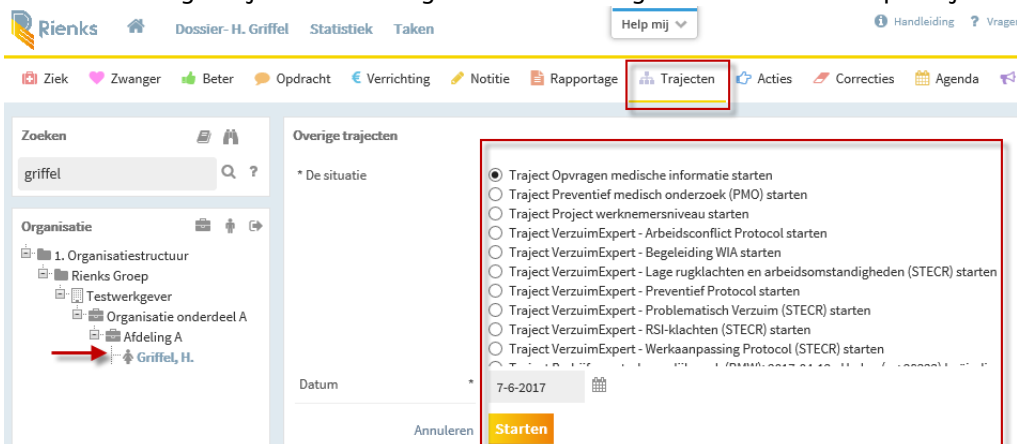 Rienks Dossier- H. Griffel Statistiek Taken Help mij Handleiding ? Vragen
Ziek Zwanger Beter Opdracht € Verrichting Notitie Rapportage Trajecten Acties Correcties Agenda
Zoeken
griffel ?
Organisatie
1. Organisatiestructuur
Rienks Groep
Testwerkgever
Organisatie onderdeel A
Afdeling A
Griffel, H.
Overige trajecten
* De situatie
Traject Opvragen medische informatie starten
Traject Preventief medisch onderzoek (PMO) starten
Traject Project werknemersniveau starten
Traject VerzuimExpert - Arbeidsconflict Protocol starten
Traject VerzuimExpert - Begeleiding WIA starten
Traject VerzuimExpert - Lage rugklachten en arbeidsomstandigheden (STECR) starten
Traject VerzuimExpert - Preventief Protocol starten
Traject VerzuimExpert - Problematisch Verzuim (STECR) starten
Traject VerzuimExpert - RSI-klachten (STECR) starten
Traject VerzuimExpert - Werkaanpassing Protocol (STECR) starten
Datum * 7-6-2017
Annuleren Starten